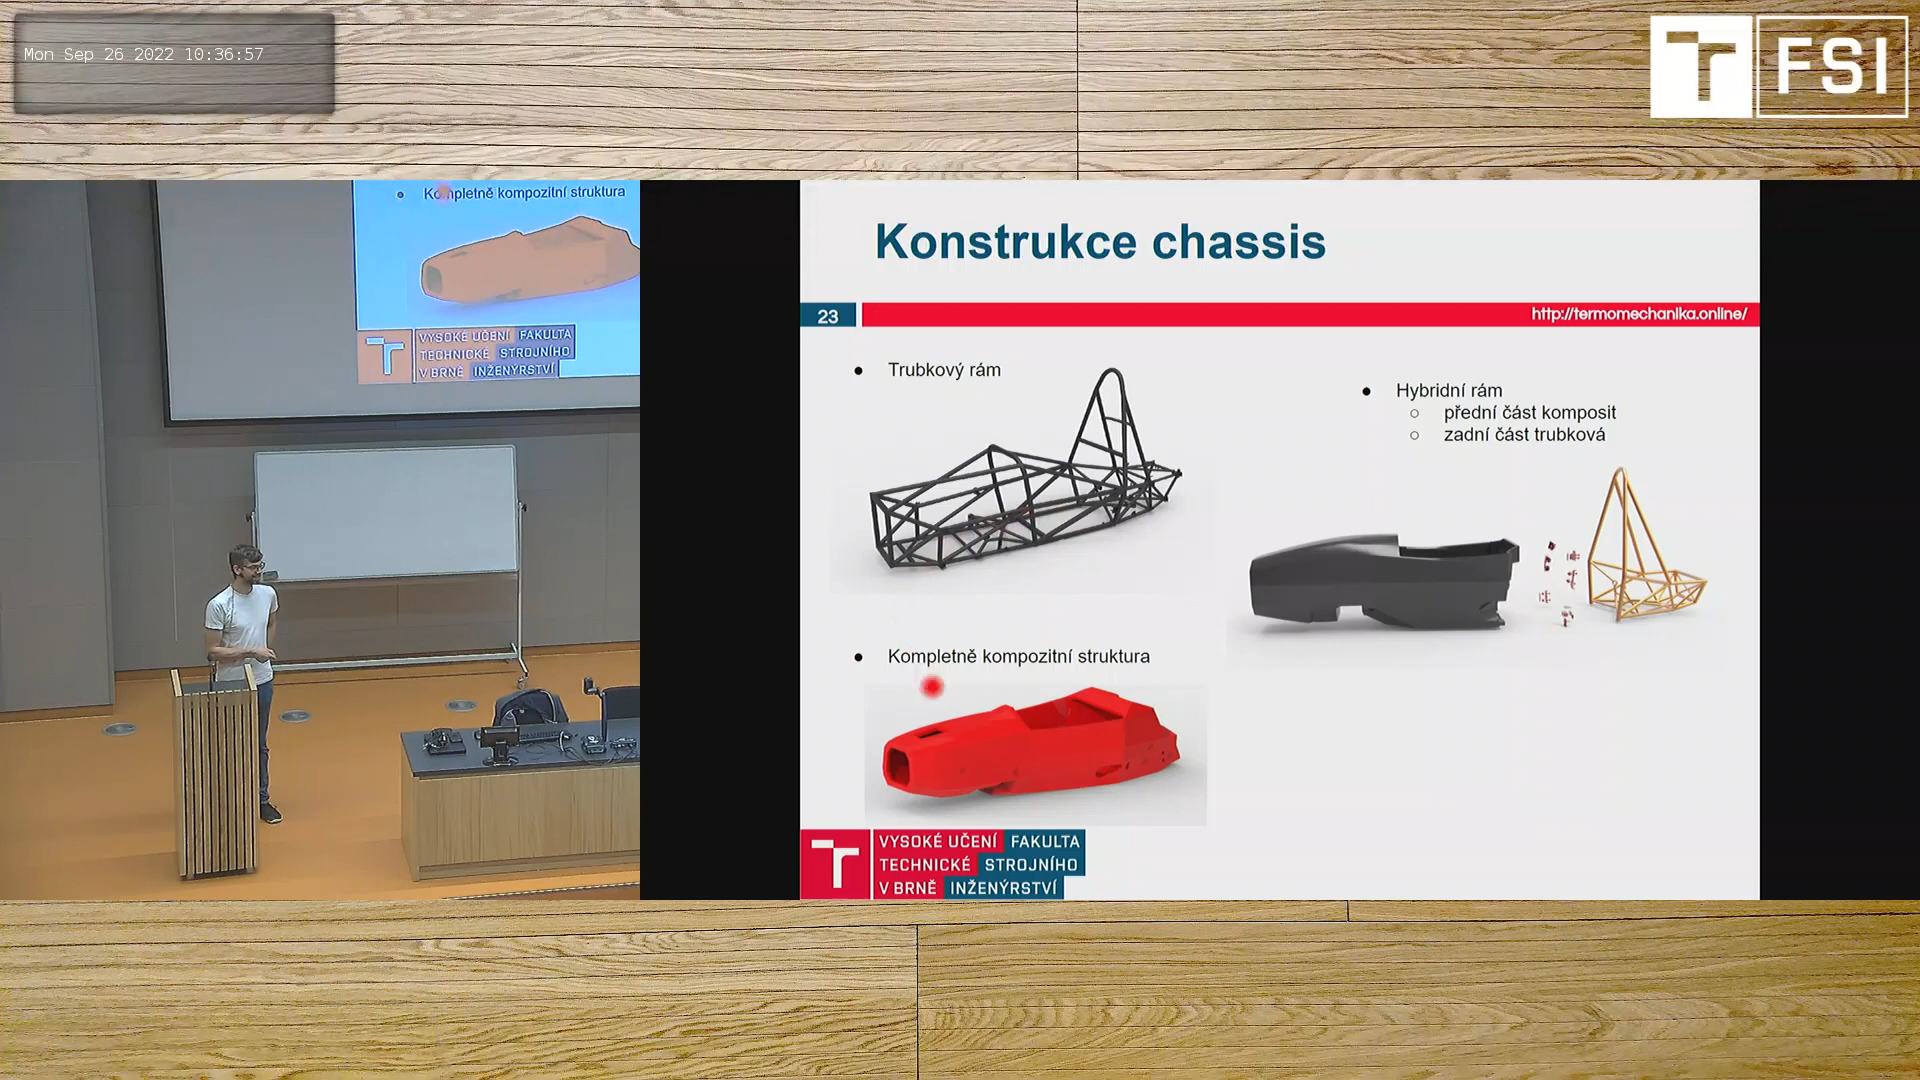 Mon Sep 26 2022 10:36:57
T FSI
Kompletně kompozitní struktura
VYSOKÉ UČENÍ FAKULTA
TECHNICKÉ STROJNÍHO
V BRNĚ INŽENÝRSTVÍ
Konstrukce chassis
23
http://termomechanika.online/
Trubkový rám
Hybridní rám
přední část komposit
zadní část trubková
Kompletně kompozitní struktura
VYSOKÉ UČENÍ FAKULTA
TECHNICKÉ STROJNÍHO
V BRNĚ INŽENÝRSTVÍ